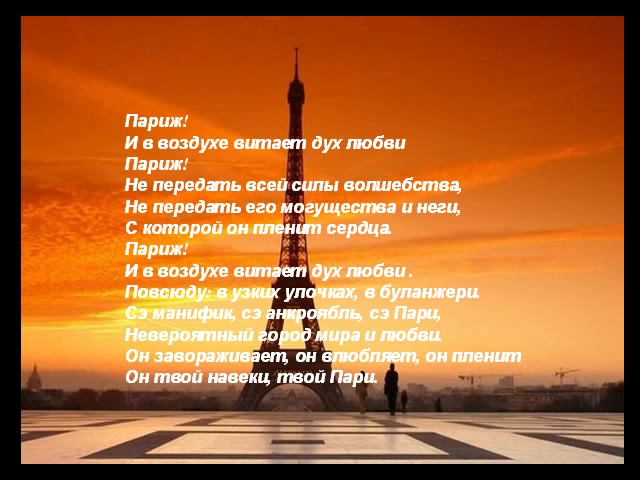 Париж!
И в воздухе витает дух любви
Париж!
Не передать всей силы волшебства,
Не передать его могущества и неги,
С которой он пленит сердца.
Париж!
И в воздухе витает дух любви .
Повсюду: в узких улочках, в буланжери.
Сэ манифик, сэ анкроябль, сэ Пари,
Невероятный город мира и любви.
Он завораживает, он влюбляет, он пленит
Он твой навеки, твой Пари.